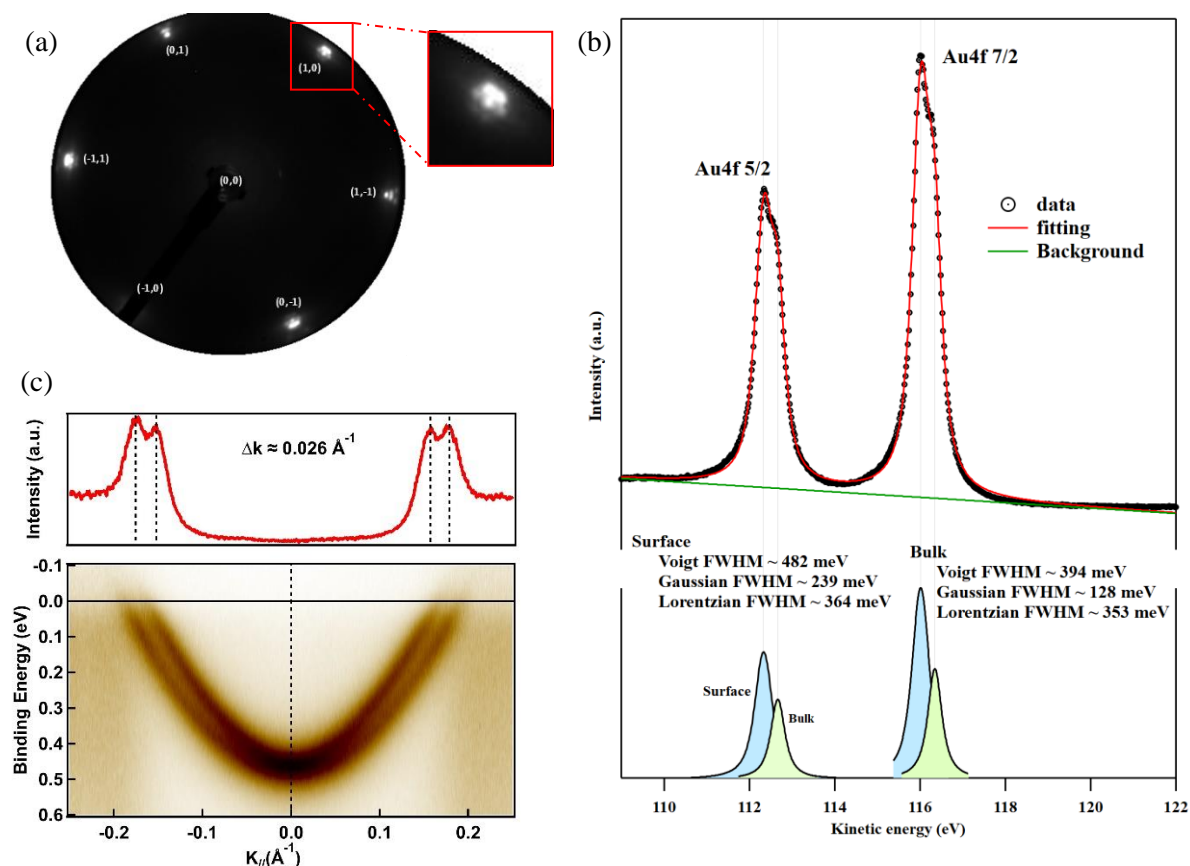 (a)
(0,1)
(1,0)
(-1,1)
(0,0)
(1,-1)
(-1,0)
(0,-1)
(b)
Au4f 7/2
Au4f 5/2
data
fitting
Background
Intensity (a.u.)
Surface
Voigt FWHM ~ 482 meV
Gaussian FWHM ~ 239 meV
Lorentzian FWHM ~ 364 meV
Bulk
Voigt FWHM ~ 394 meV
Gaussian FWHM ~ 128 meV
Lorentzian FWHM ~ 353 meV
Surface
Bulk
110 112 114 116 118 120 122
Kinetic energy (eV)
(c)
Intensity (a.u.)
Δk ≈ 0.026 Å⁻¹
Binding Energy (eV)
-0.1
0.0
0.1
0.2
0.3
0.4
0.5
0.6
-0.2 -0.1 0.0 0.1 0.2
K//(Å⁻¹)